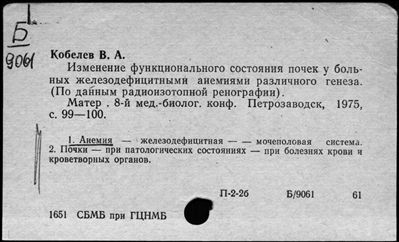 Б
9061
Кобелев В. А.
Изменение функционального состояния почек у боль-
ных железодефицитными анемиями различного генеза.
(По данным радиоизотопной ренографии).
Матер . 8-й мед.-биолог. конф. Петрозаводск, 1975,
с. 99—100.
1. Анемия — железодефицитная — — мочеполовая система.
2. Почки — при патологических состояниях — при болезнях крови и
кроветворных органов.
П-2-2б Б/9061 61
1651 СБМБ при ГЦНМБ